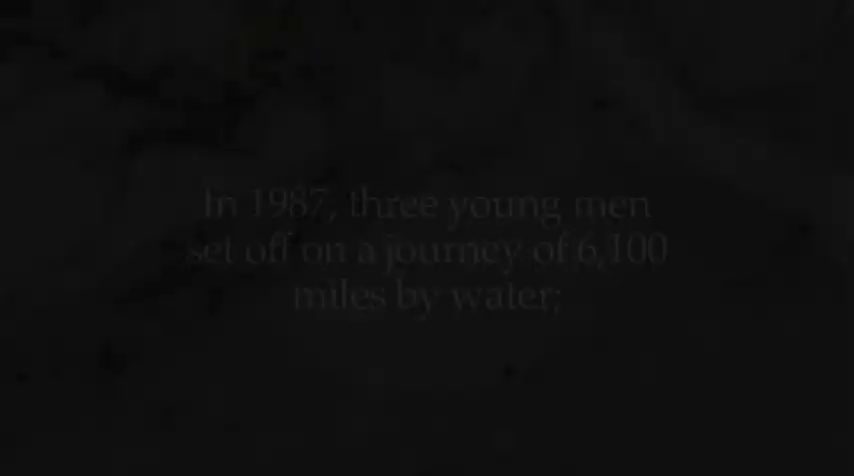 In 1987, three young men
set off on a journey of 6,100
miles by water;